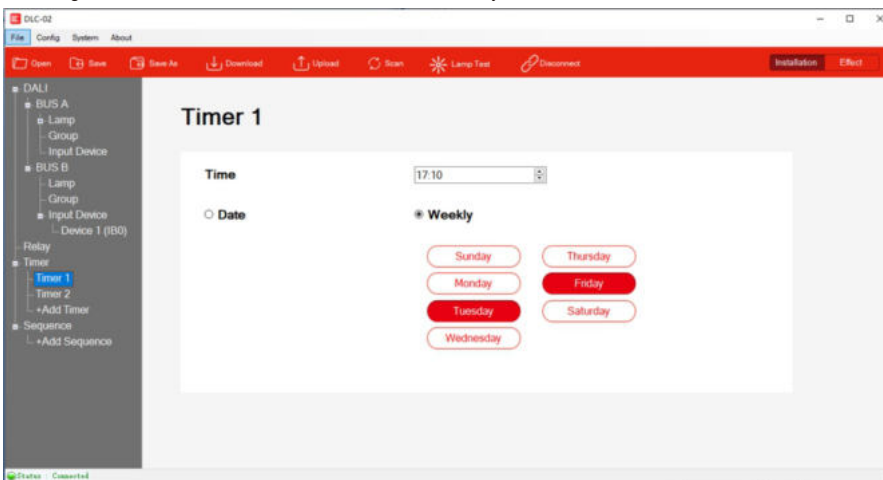 DLC-02
File Config System About
Open Save Save As Download Upload Scan Lamp Test Disconnect Installation Effect
DALI
BUS A
Lamp
Group
Input Device
BUS B
Lamp
Group
Input Device
Device 1 (IB0)
Relay
Timer
Timer 1
Timer 2
+Add Timer
Sequence
+Add Sequence
Timer 1
Time 17:10
Date Weekly
Sunday Thursday
Monday Friday
Tuesday Saturday
Wednesday
Status : Connected